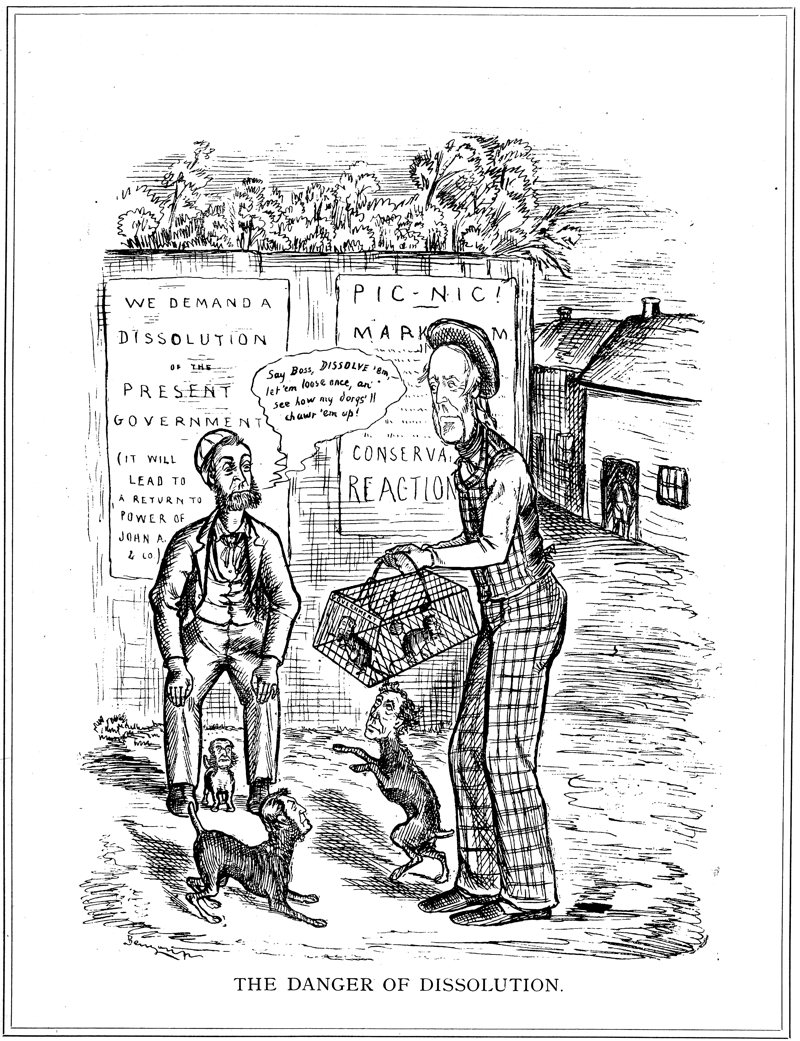 WE DEMAND A
DISSOLUTION
OF THE
PRESENT
GOVERNMENT
(IT WILL
LEAD TO
A RETURN TO
POWER OF
JOHN A.
& CO.)
PIC-NIC!
MARK M
CONSERVA
REACTION
Say Boss, DISSOLVE 'em,
let 'em loose once, an'
see how my dorgs'll
chawr 'em up!
THE DANGER OF DISSOLUTION.